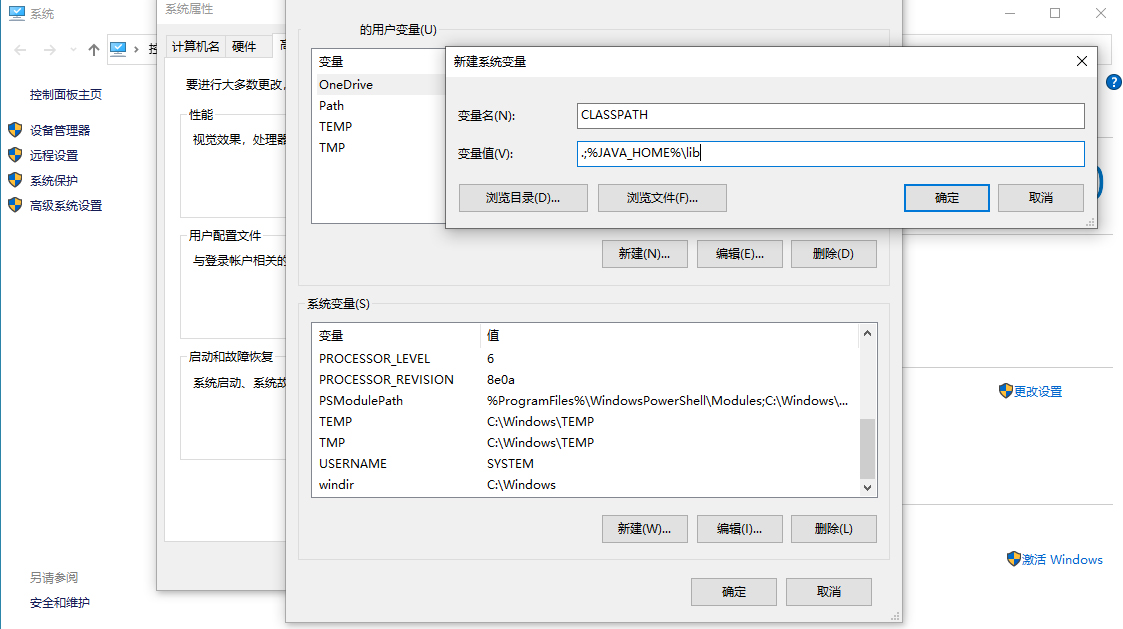 系统
系统属性
计算机名
硬件
要进行大多数更改,
控制面板主页
设备管理器
远程设置
系统保护
高级系统设置
性能
视觉效果，处理器
用户配置文件
与登录帐户相关的
启动和故障恢复
系统启动、系统故
另请参阅
安全和维护
的用户变量(U)
变量
OneDrive
Path
TEMP
TMP
新建系统变量
变量名(N):
CLASSPATH
变量值(V):
.;%JAVA_HOME%\lib
浏览目录(D)...
浏览文件(F)...
确定
取消
新建(N)...
编辑(E)...
删除(D)
系统变量(S)
变量 值
PROCESSOR_LEVEL 6
PROCESSOR_REVISION 8e0a
PSModulePath %ProgramFiles%\WindowsPowerShell\Modules;C:\Windows\...
TEMP C:\Windows\TEMP
TMP C:\Windows\TEMP
USERNAME SYSTEM
windir C:\Windows
新建(W)...
编辑(I)...
删除(L)
确定
取消
更改设置
激活 Windows